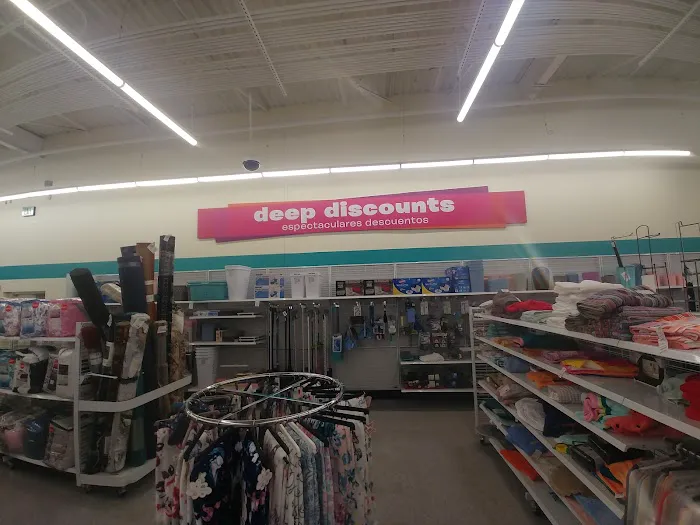 deep discounts
espectaculares descuentos